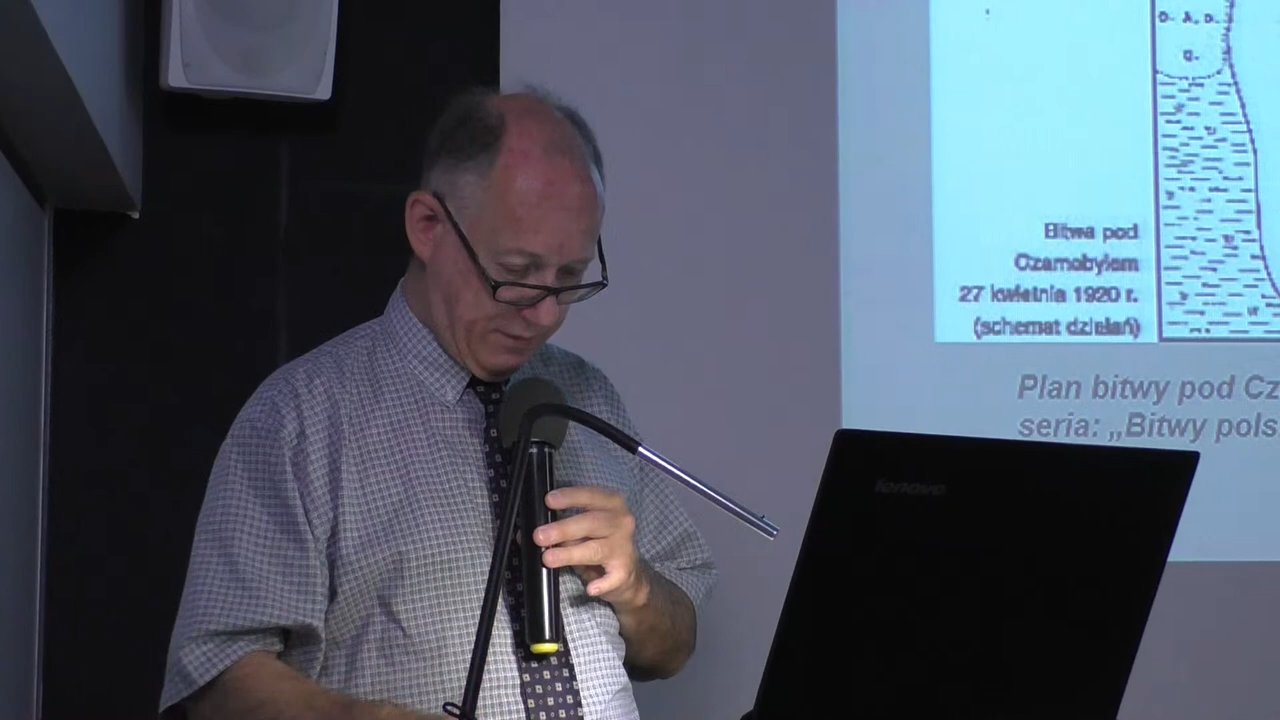 Bitwa pod
Czarnobylem
27 kwietnia 1920 r.
(schemat działań)
Plan bitwy pod Cz
seria: „Bitwy pols
lenovo